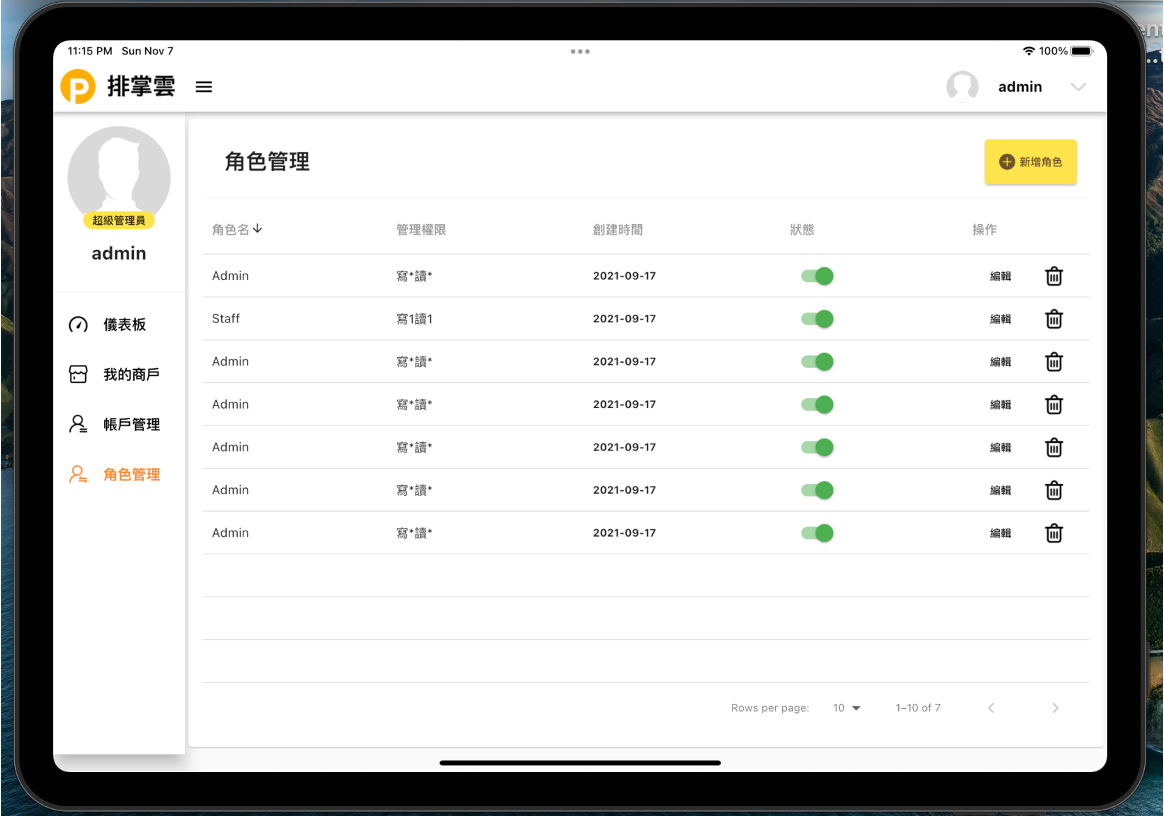 11:15 PM Sun Nov 7
100%
排掌雲
admin
超級管理員
admin
儀表板
我的商戶
帳戶管理
角色管理
角色管理
新增角色
角色名 管理權限 創建時間 狀態 操作
Admin 寫*讀* 2021-09-17 編輯
Staff 寫1讀1 2021-09-17 編輯
Admin 寫*讀* 2021-09-17 編輯
Admin 寫*讀* 2021-09-17 編輯
Admin 寫*讀* 2021-09-17 編輯
Admin 寫*讀* 2021-09-17 編輯
Admin 寫*讀* 2021-09-17 編輯
Rows per page: 10 1–10 of 7